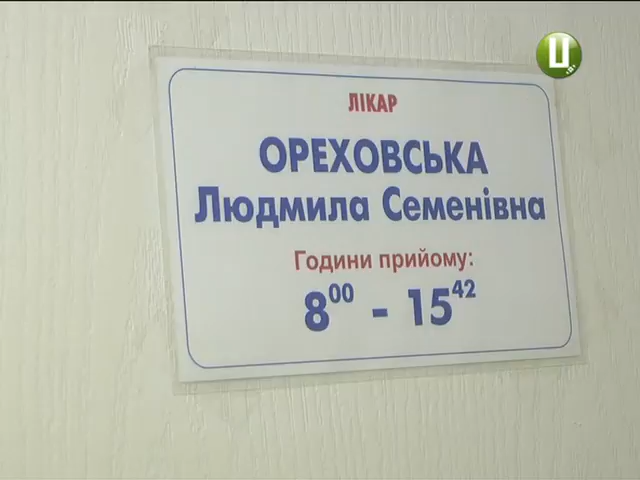 Ц
ЛІКАР
ОРЕХОВСЬКА
Людмила Семенівна
Години прийому:
8⁰⁰ - 15⁴²